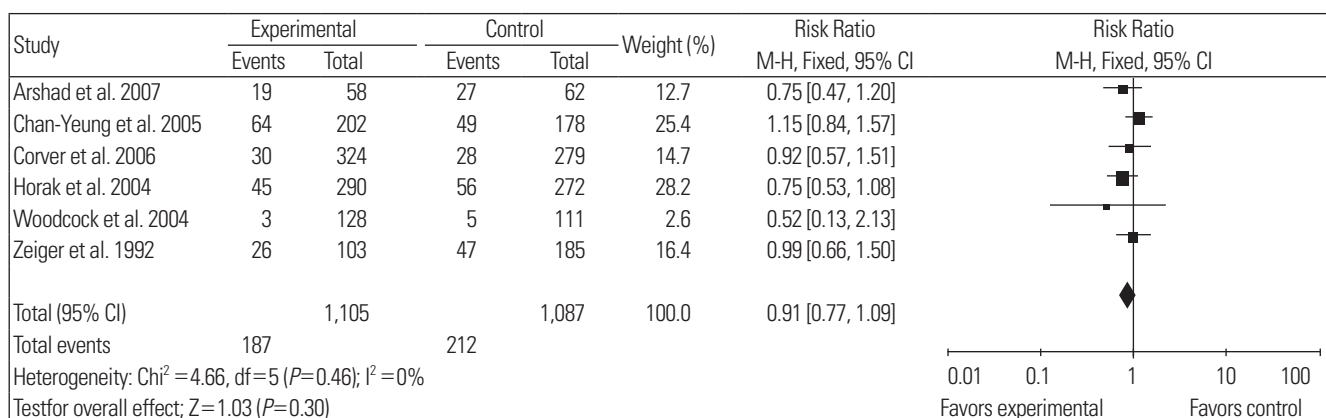 Study Experimental Control Weight (%) Risk Ratio Risk Ratio
Events Total Events Total M-H, Fixed, 95% CI M-H, Fixed, 95% CI
Arshad et al. 2007 19 58 27 62 12.7 0.75 [0.47, 1.20]
Chan-Yeung et al. 2005 64 202 49 178 25.4 1.15 [0.84, 1.57]
Corver et al. 2006 30 324 28 279 14.7 0.92 [0.57, 1.51]
Horak et al. 2004 45 290 56 272 28.2 0.75 [0.53, 1.08]
Woodcock et al. 2004 3 128 5 111 2.6 0.52 [0.13, 2.13]
Zeiger et al. 1992 26 103 47 185 16.4 0.99 [0.66, 1.50]
Total (95% CI) 1,105 1,087 100.0 0.91 [0.77, 1.09]
Total events 187 212
Heterogeneity: Chi² =4.66, df=5 (P=0.46); I² =0%
0.01 0.1 1 10 100
Testfor overall effect; Z=1.03 (P=0.30)
Favors experimental Favors control